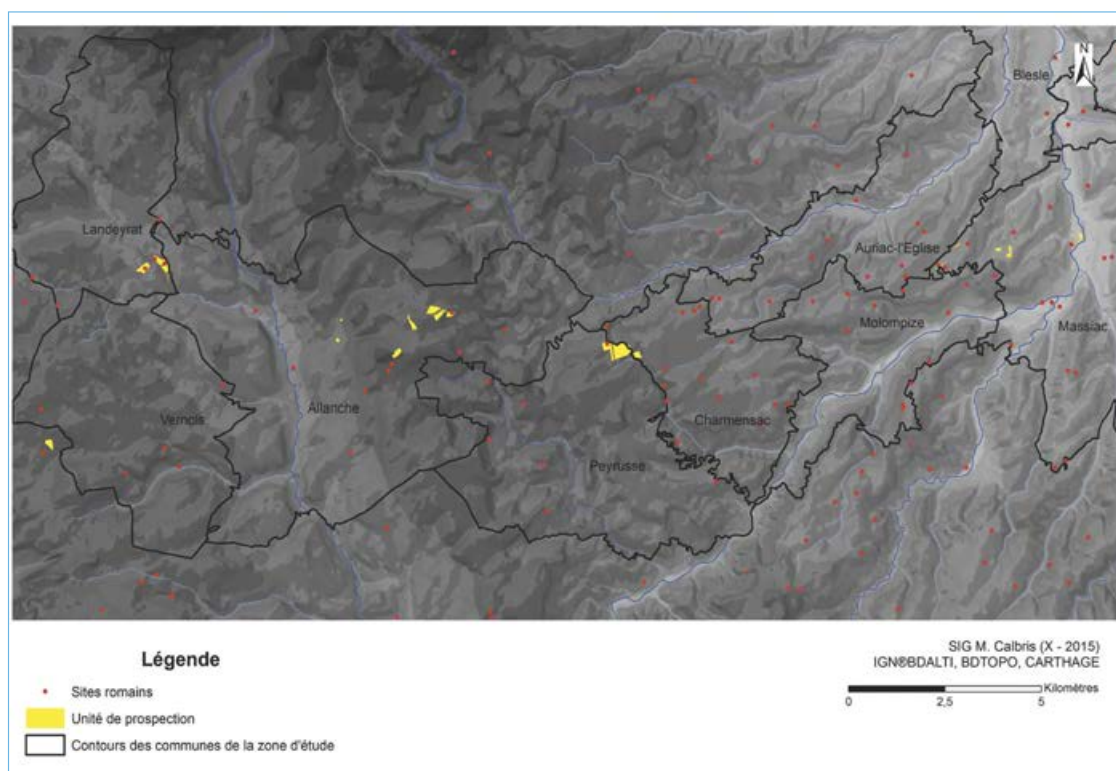 N
Blesle
Landeyrat
Auriac-l'Eglise
Molompize
Massiac
Allanche
Vernols
Charmensac
Peyrusse
Légende
Sites romains
Unité de prospection
Contours des communes de la zone d'étude
SIG M. Calbris (X - 2015)
IGN®BDALTI, BDTOPO, CARTHAGE
Kilomètres
0 2,5 5